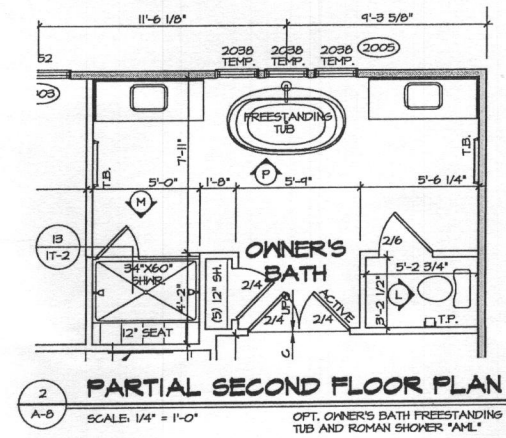 11'-6 1/8" 9'-3 5/8"
2038 TEMP. 2038 TEMP. 2038 TEMP. 2005
52
03
FREESTANDING
TUB
T.B.
7'-11"
T.B.
P
M
5'-0" 1'-8" 5'-9" 5'-6 1/4"
13
1T-2
OWNER'S
BATH
2/6
34"X60"
SHWR.
4'-2"
(5) 12" SH.
2/4
5'-2 3/4"
3'-2 1/2"
L
UPS
ACTIVE
2/4 2/4
T.P.
12" SEAT
C
2
A-8
PARTIAL SECOND FLOOR PLAN
SCALE: 1/4" = 1'-0"
OPT. OWNER'S BATH FREESTANDING
TUB AND ROMAN SHOWER "AML"